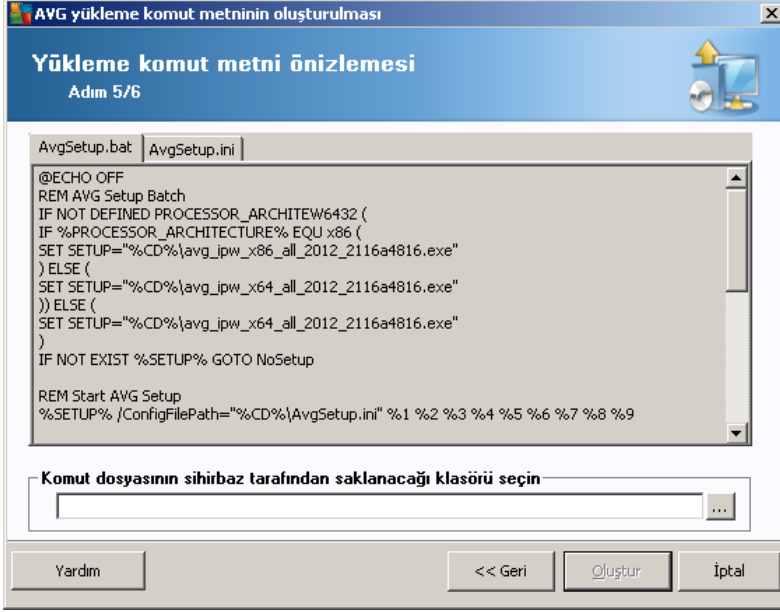 AVG yükleme komut metninin oluşturulması
Yükleme komut metni önizlemesi
Adım 5/6
AvgSetup.bat AvgSetup.ini
@ECHO OFF
REM AVG Setup Batch
IF NOT DEFINED PROCESSOR_ARCHITEW6432 (
IF %PROCESSOR_ARCHITECTURE% EQU x86 (
SET SETUP="%CD%\avg_ipw_x86_all_2012_2116a4816.exe"
) ELSE (
SET SETUP="%CD%\avg_ipw_x64_all_2012_2116a4816.exe"
)) ELSE (
SET SETUP="%CD%\avg_ipw_x64_all_2012_2116a4816.exe"
)
IF NOT EXIST %SETUP% GOTO NoSetup
REM Start AVG Setup
%SETUP% /ConfigFilePath="%CD%\AvgSetup.ini" %1 %2 %3 %4 %5 %6 %7 %8 %9
Komut dosyasının sihirbaz tarafından saklanacağı klasörü seçin
...
Yardım << Geri Oluştur İptal